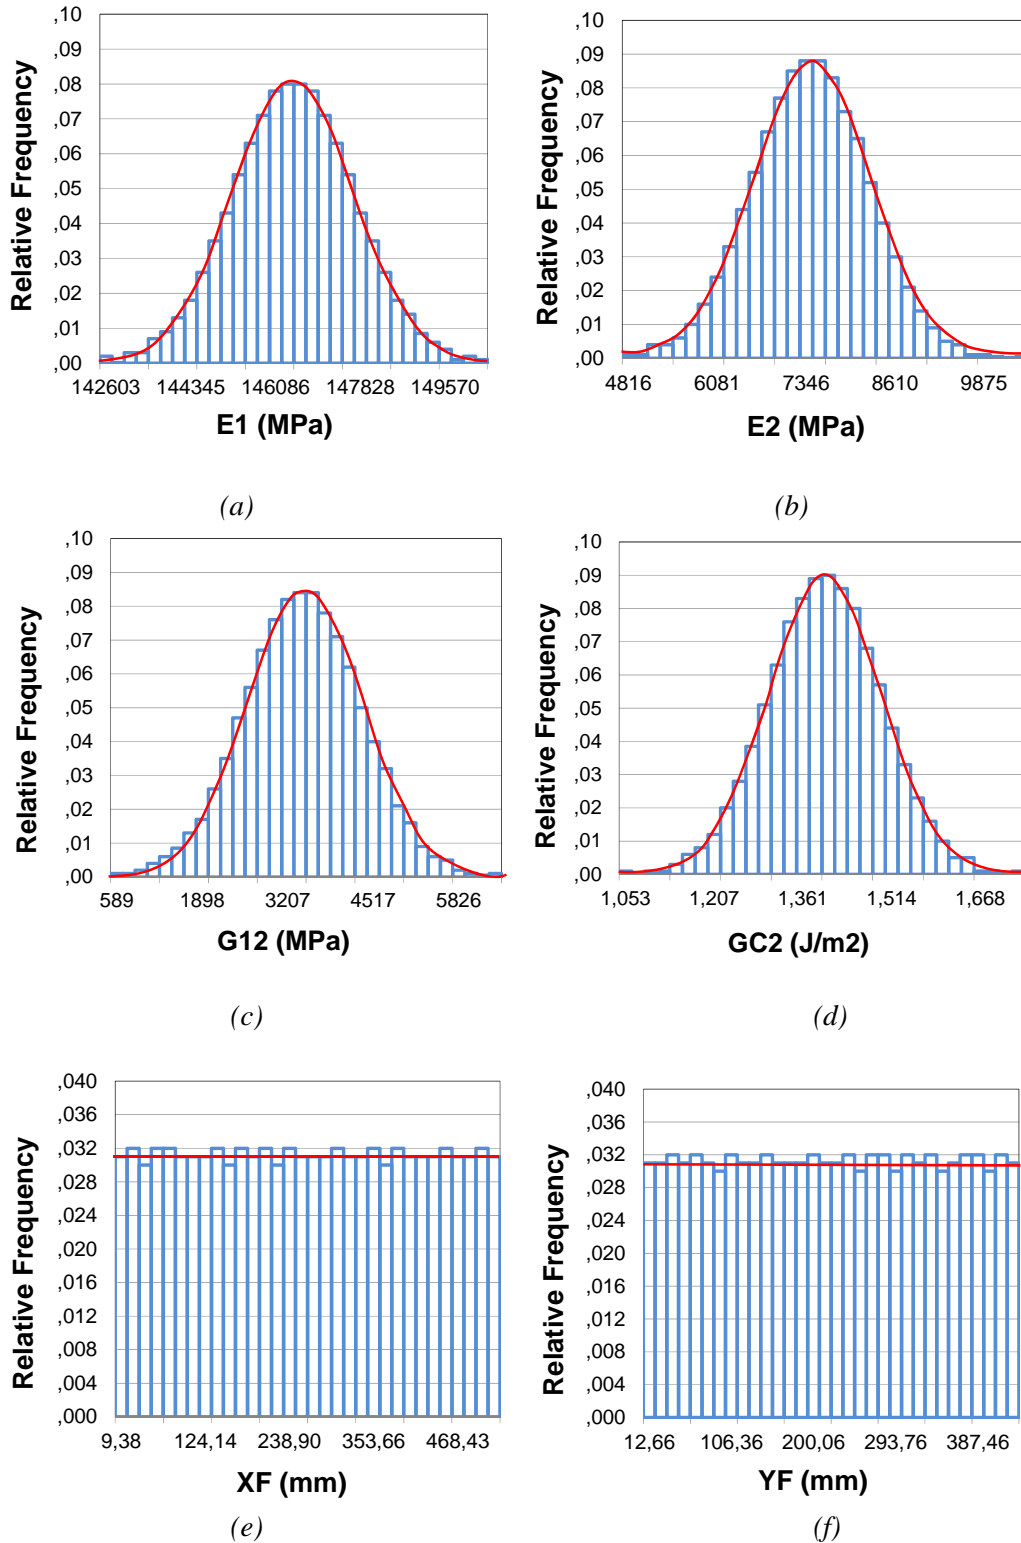 ,10
,09
,08
,07
,06
,05
,04
,03
,02
,01
,00
Relative Frequency
142603 144345 146086 147828 149570
E1 (MPa)
(a)
,10
,09
,08
,07
,06
,05
,04
,03
,02
,01
,00
Relative Frequency
4816 6081 7346 8610 9875
E2 (MPa)
(b)
,10
,09
,08
,07
,06
,05
,04
,03
,02
,01
,00
Relative Frequency
589 1898 3207 4517 5826
G12 (MPa)
(c)
,10
,09
,08
,07
,06
,05
,04
,03
,02
,01
,00
Relative Frequency
1,053 1,207 1,361 1,514 1,668
GC2 (J/m2)
(d)
,040
,036
,032
,028
,024
,020
,016
,012
,008
,004
,000
Relative Frequency
9,38 124,14 238,90 353,66 468,43
XF (mm)
(e)
,040
,036
,032
,028
,024
,020
,016
,012
,008
,004
,000
Relative Frequency
12,66 106,36 200,06 293,76 387,46
YF (mm)
(f)